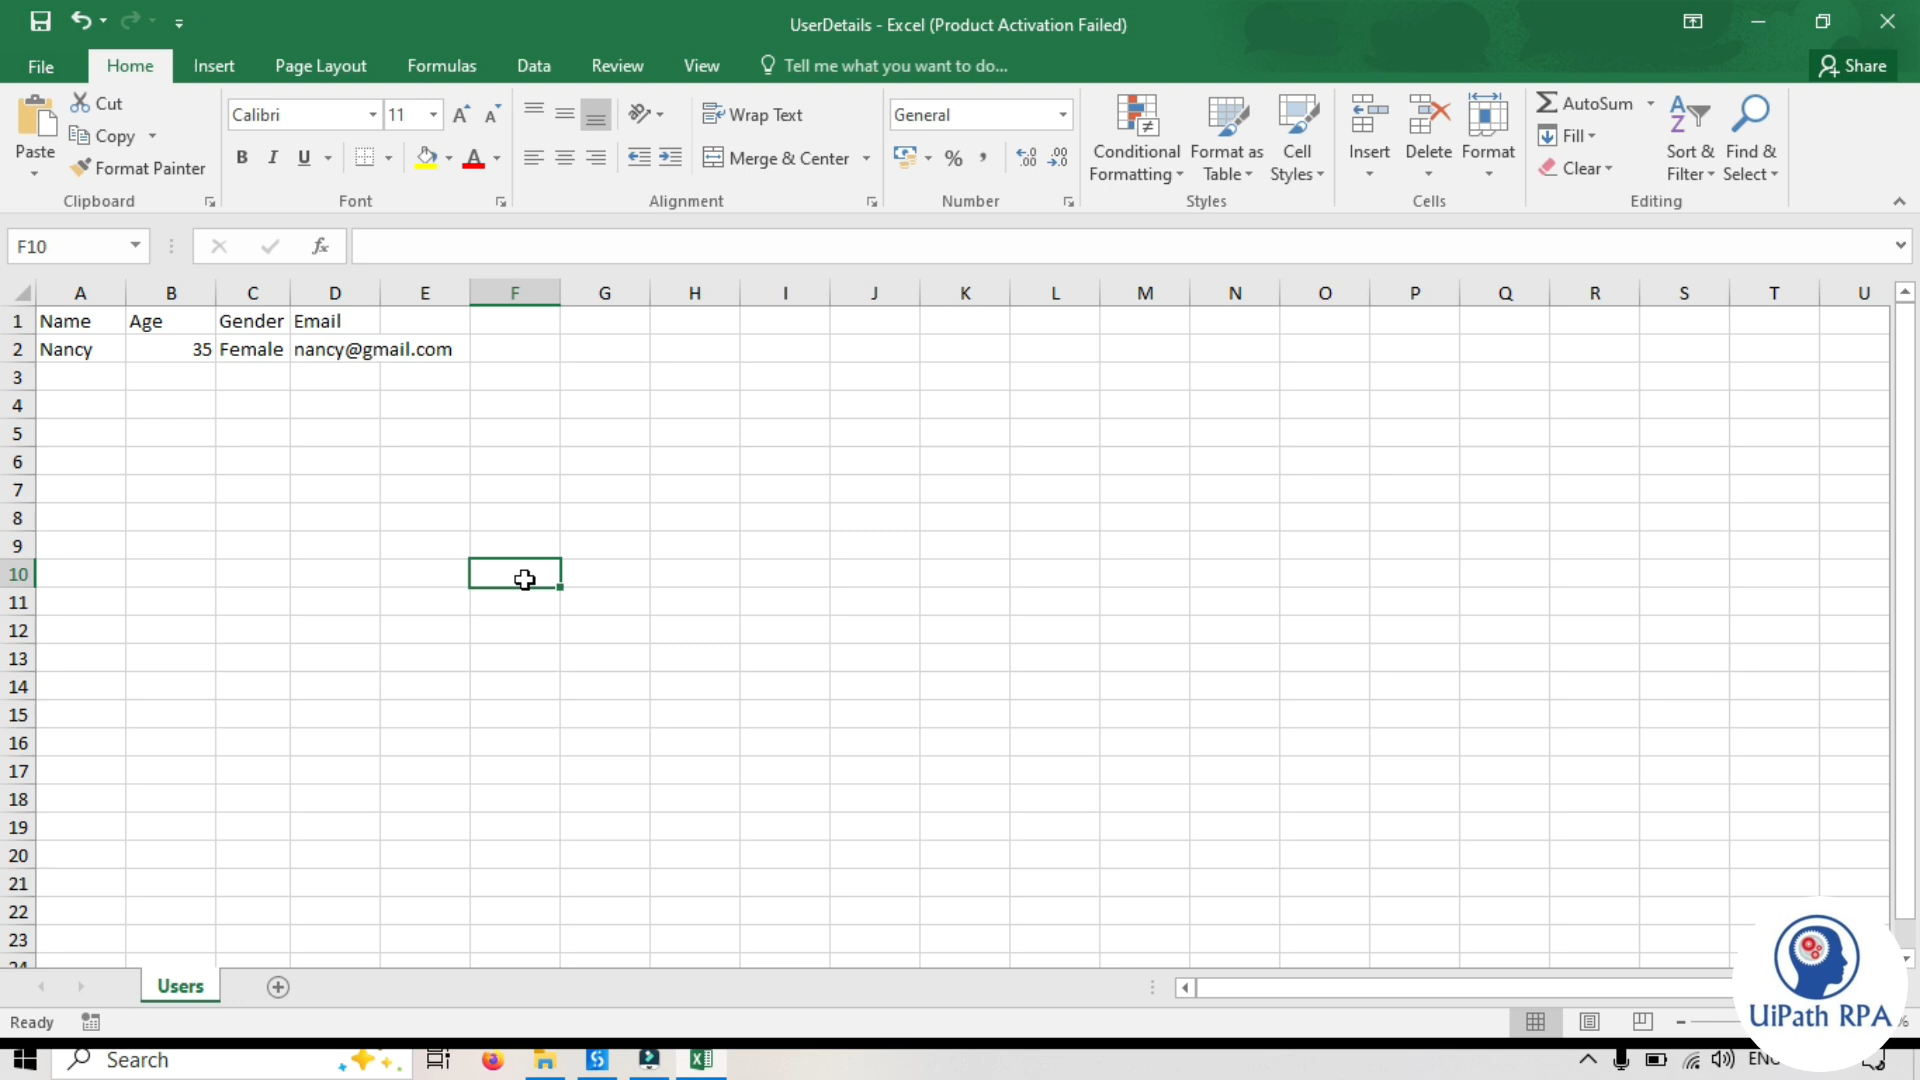 UserDetails - Excel (Product Activation Failed)
File Home Insert Page Layout Formulas Data Review View Tell me what you want to do... Share
Paste
Cut
Copy
Format Painter
Clipboard
Calibri 11
B I U A
Font
Wrap Text
Merge & Center
Alignment
General
% ,
Number
Conditional Formatting
Format as Table
Cell Styles
Styles
Insert
Delete
Format
Cells
AutoSum
Fill
Clear
Sort & Filter
Find & Select
Editing
F10 fx
A B C D E F G H I J K L M N O P Q R S T U
1 Name Age Gender Email
2 Nancy 35 Female nancy@gmail.com
3
4
5
6
7
8
9
10
11
12
13
14
15
16
17
18
19
20
21
22
23
24
Users
Ready
UiPath RPA
Search